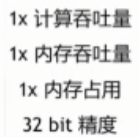 1x 计算吞吐量
1x 内存吞吐量
1x 内存占用
32 bit 精度